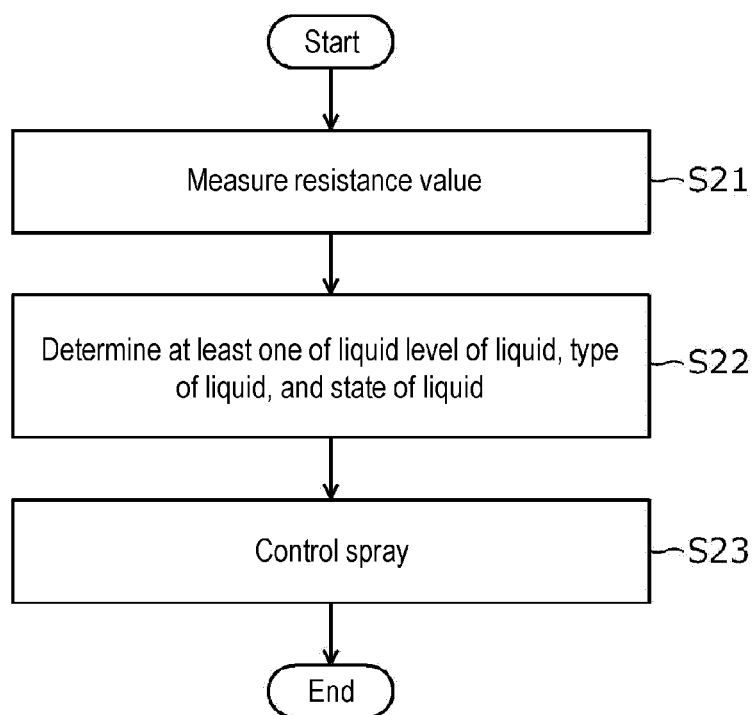 Start
Measure resistance value
S21
Determine at least one of liquid level of liquid, type
of liquid, and state of liquid
S22
Control spray
S23
End